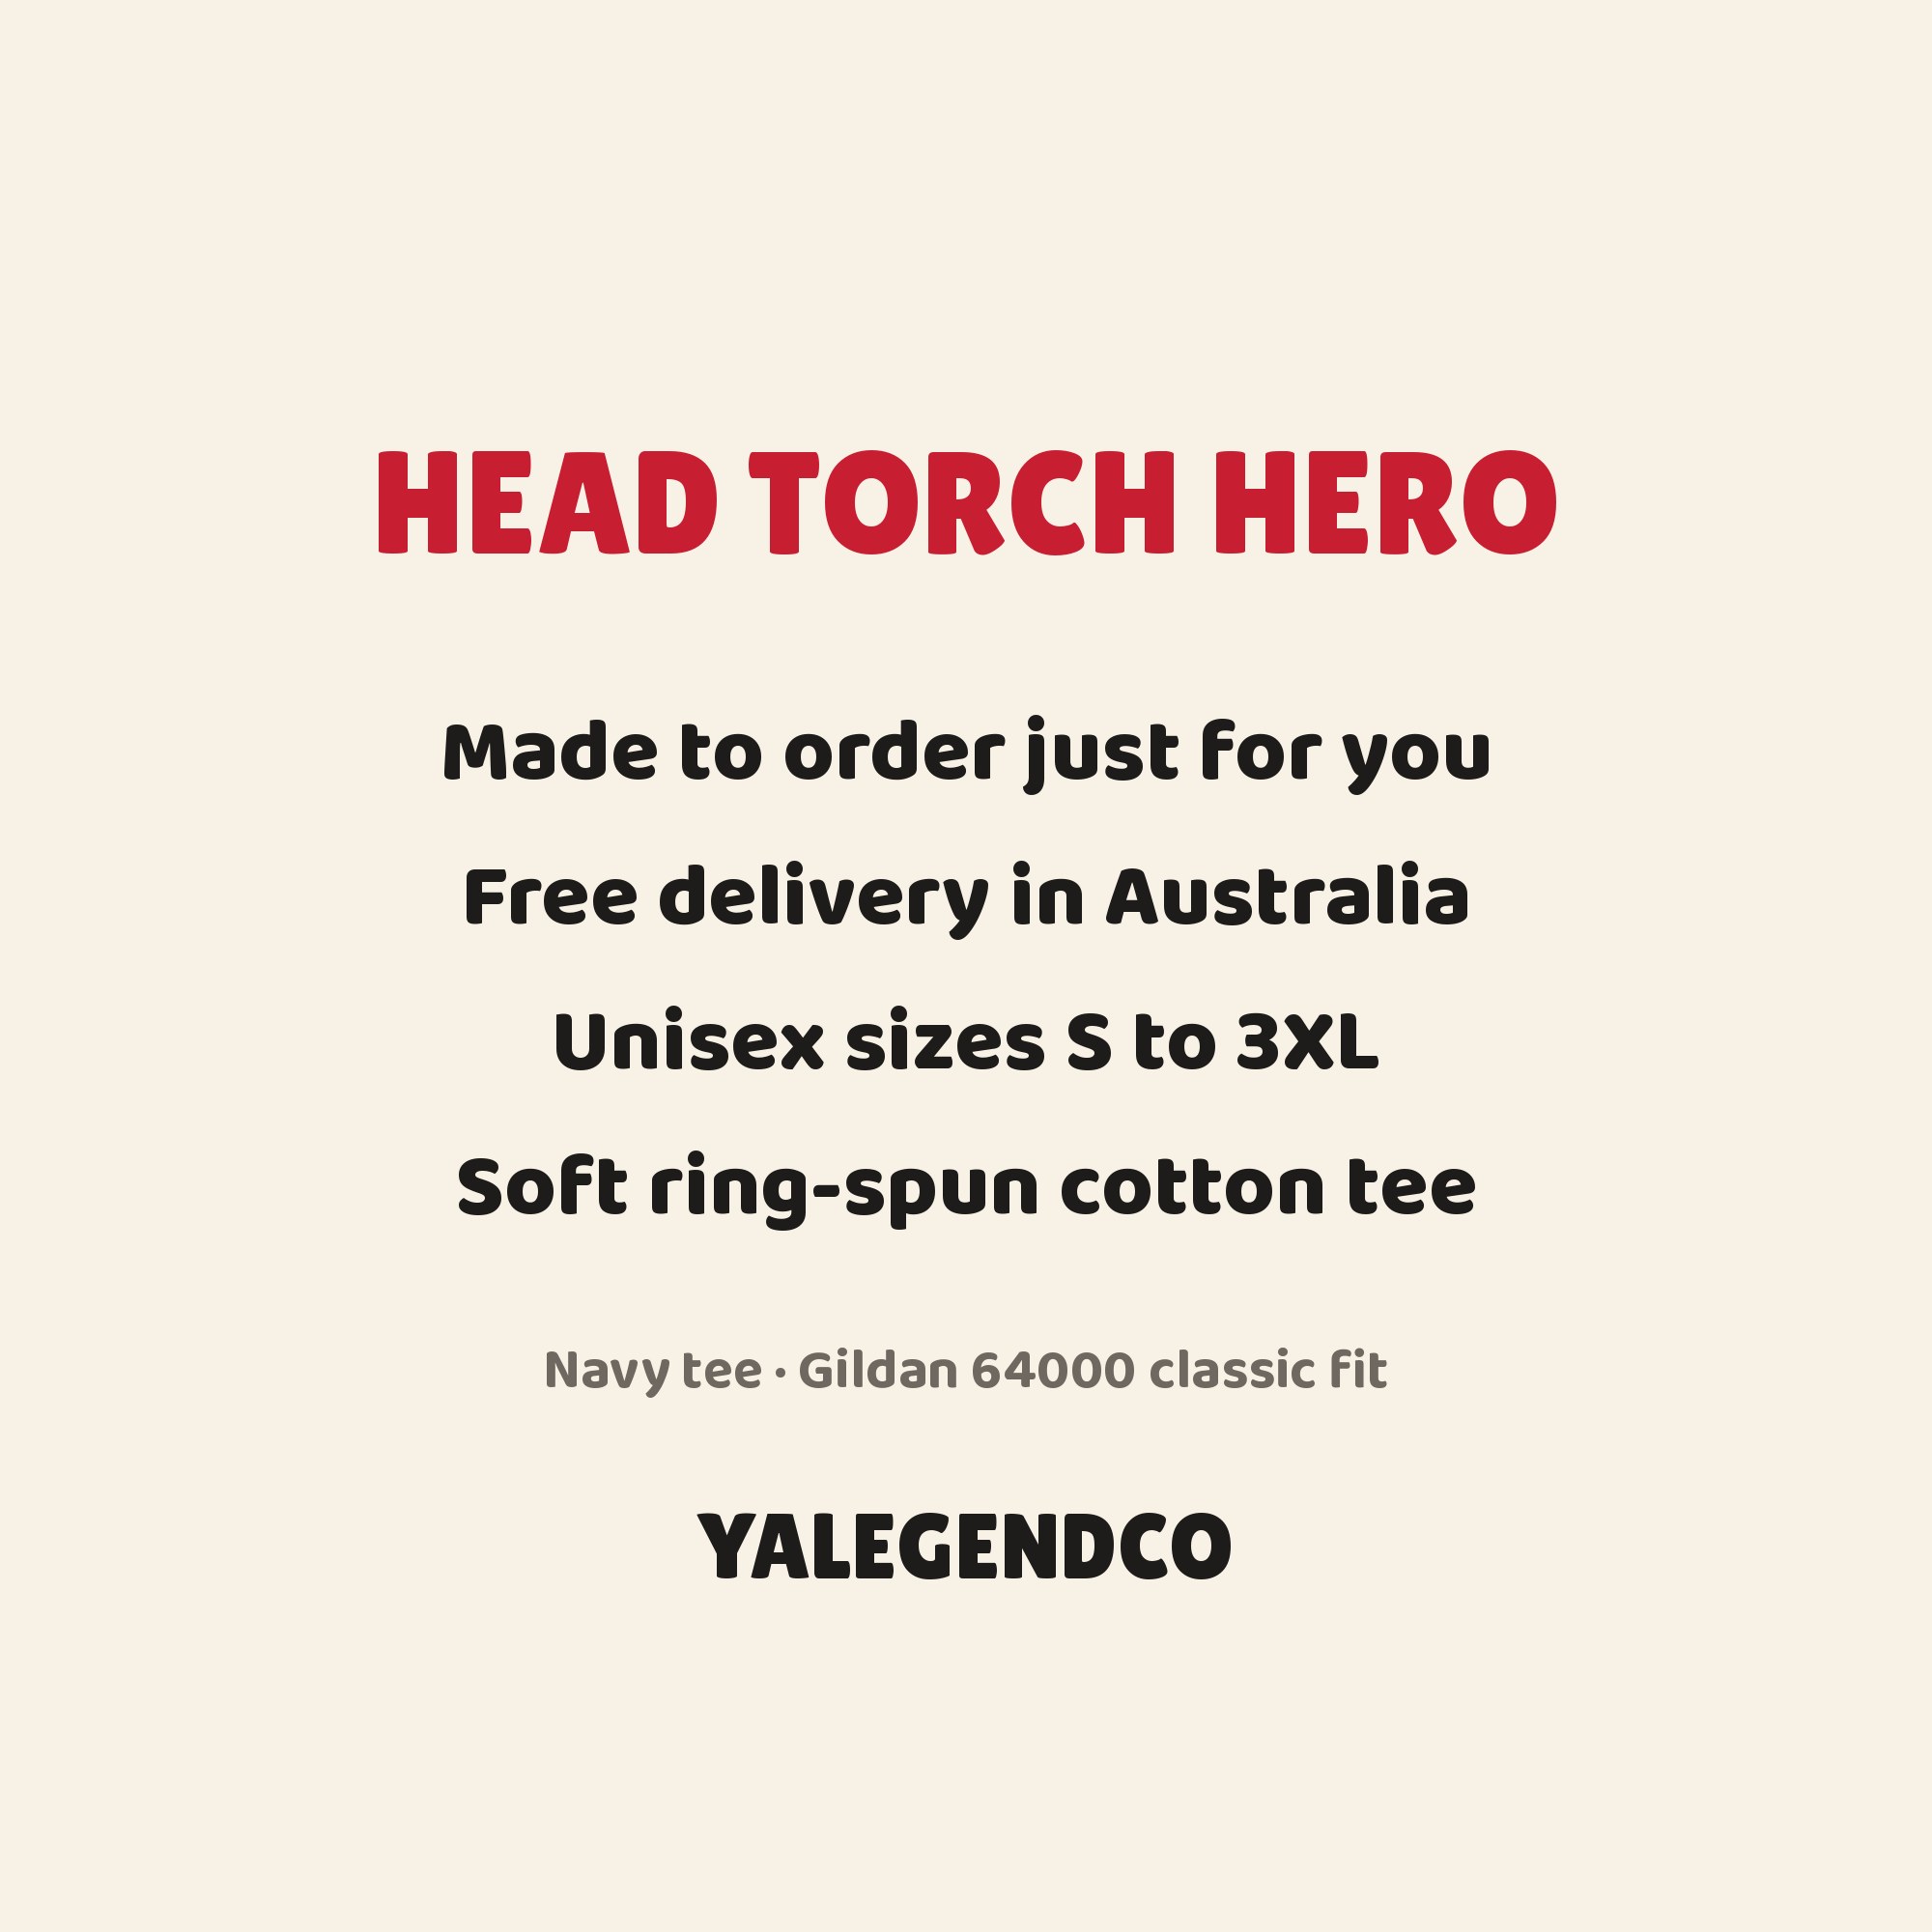 HEAD TORCH HERO
Made to order just for you
Free delivery in Australia
Unisex sizes S to 3XL
Soft ring-spun cotton tee
Navy tee · Gildan 64000 classic fit
YALEGENDCO